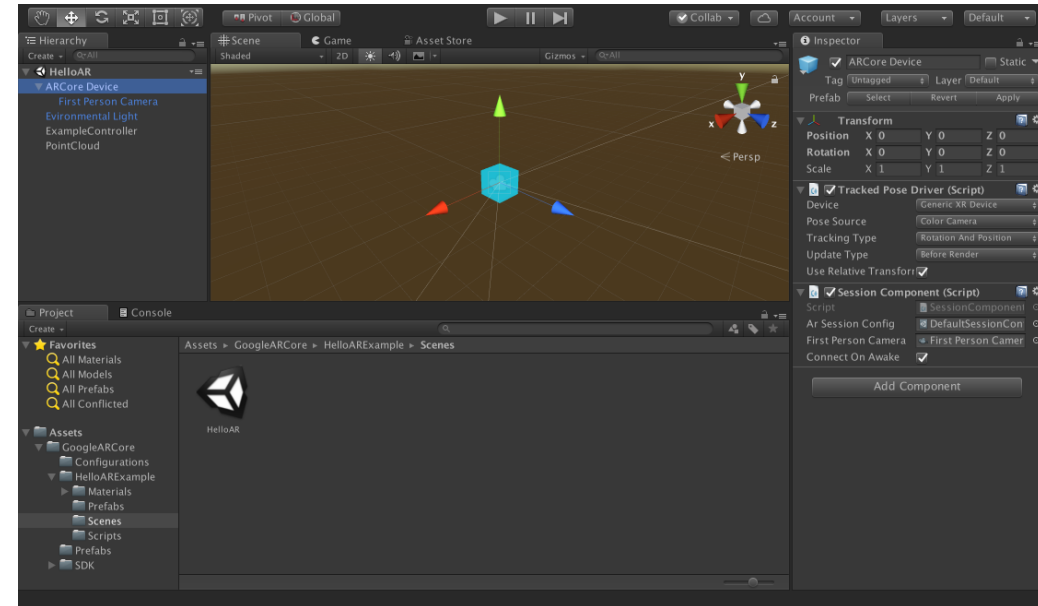 Pivot Global Collab Account Layers Default
Hierarchy
Create All
HelloAR
ARCore Device
First Person Camera
Evironmental Light
ExampleController
PointCloud
Scene Game Asset Store
Shaded 2D Gizmos All
y
x z
Persp
Inspector
ARCore Device Static
Tag Untagged Layer Default
Prefab Select Revert Apply
Transform
Position X 0 Y 0 Z 0
Rotation X 0 Y 0 Z 0
Scale X 1 Y 1 Z 1
Tracked Pose Driver (Script)
Device Generic XR Device
Pose Source Color Camera
Tracking Type Rotation And Position
Update Type Before Render
Use Relative Transforr
Session Component (Script)
Script SessionComponent
Ar Session Config DefaultSessionCon
First Person Camera First Person Camer
Connect On Awake
Add Component
Project Console
Create
Favorites
All Materials
All Models
All Prefabs
All Conflicted
Assets
GoogleARCore
Configurations
HelloARExample
Materials
Prefabs
Scenes
Scripts
Prefabs
SDK
Assets GoogleARCore HelloARExample Scenes
HelloAR